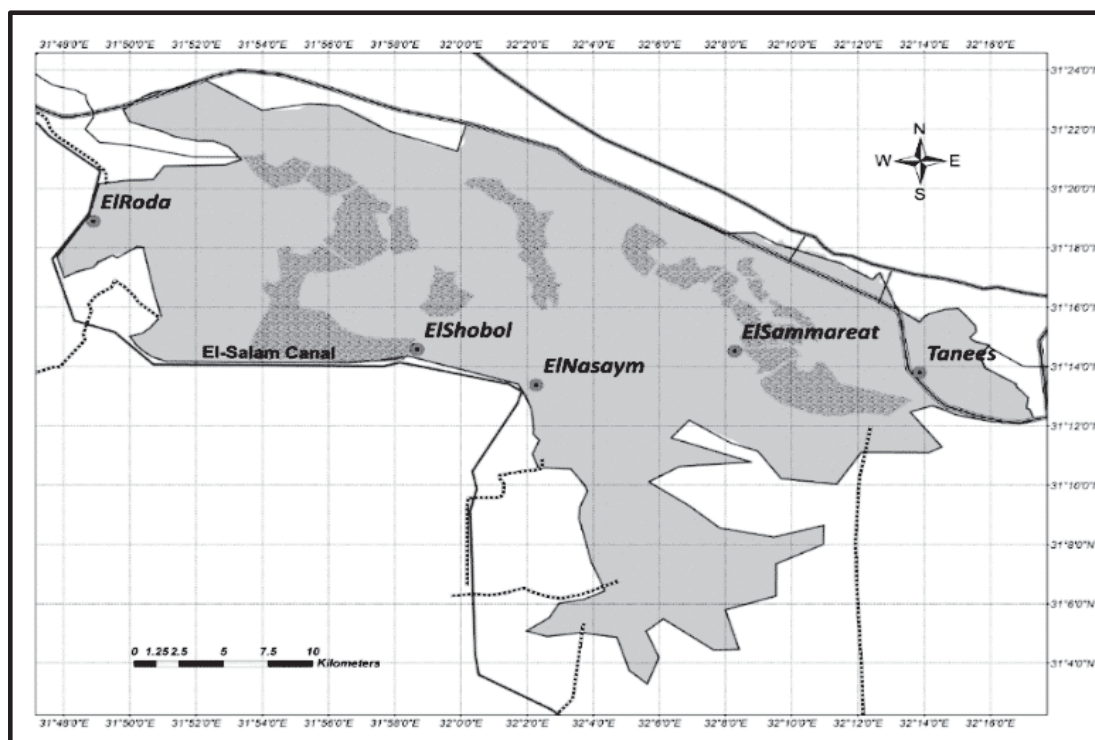 31°48'0"E 31°50'0"E 31°52'0"E 31°54'0"E 31°56'0"E 31°58'0"E 32°0'0"E 32°2'0"E 32°4'0"E 32°6'0"E 32°8'0"E 32°10'0"E 32°12'0"E 32°14'0"E 32°16'0"E
31°24'0"N
31°22'0"N
N
W E
S
31°20'0"N
ElRoda
31°18'0"N
31°16'0"N
ElShobol ElSammareat
El-Salam Canal ElNasaym Tanees
31°14'0"N
31°12'0"N
31°10'0"N
31°8'0"N
31°6'0"N
0 1.25 2.5 5 7.5 10
Kilometers
31°4'0"N
31°48'0"E 31°50'0"E 31°52'0"E 31°54'0"E 31°56'0"E 31°58'0"E 32°0'0"E 32°2'0"E 32°4'0"E 32°6'0"E 32°8'0"E 32°10'0"E 32°12'0"E 32°14'0"E 32°16'0"E